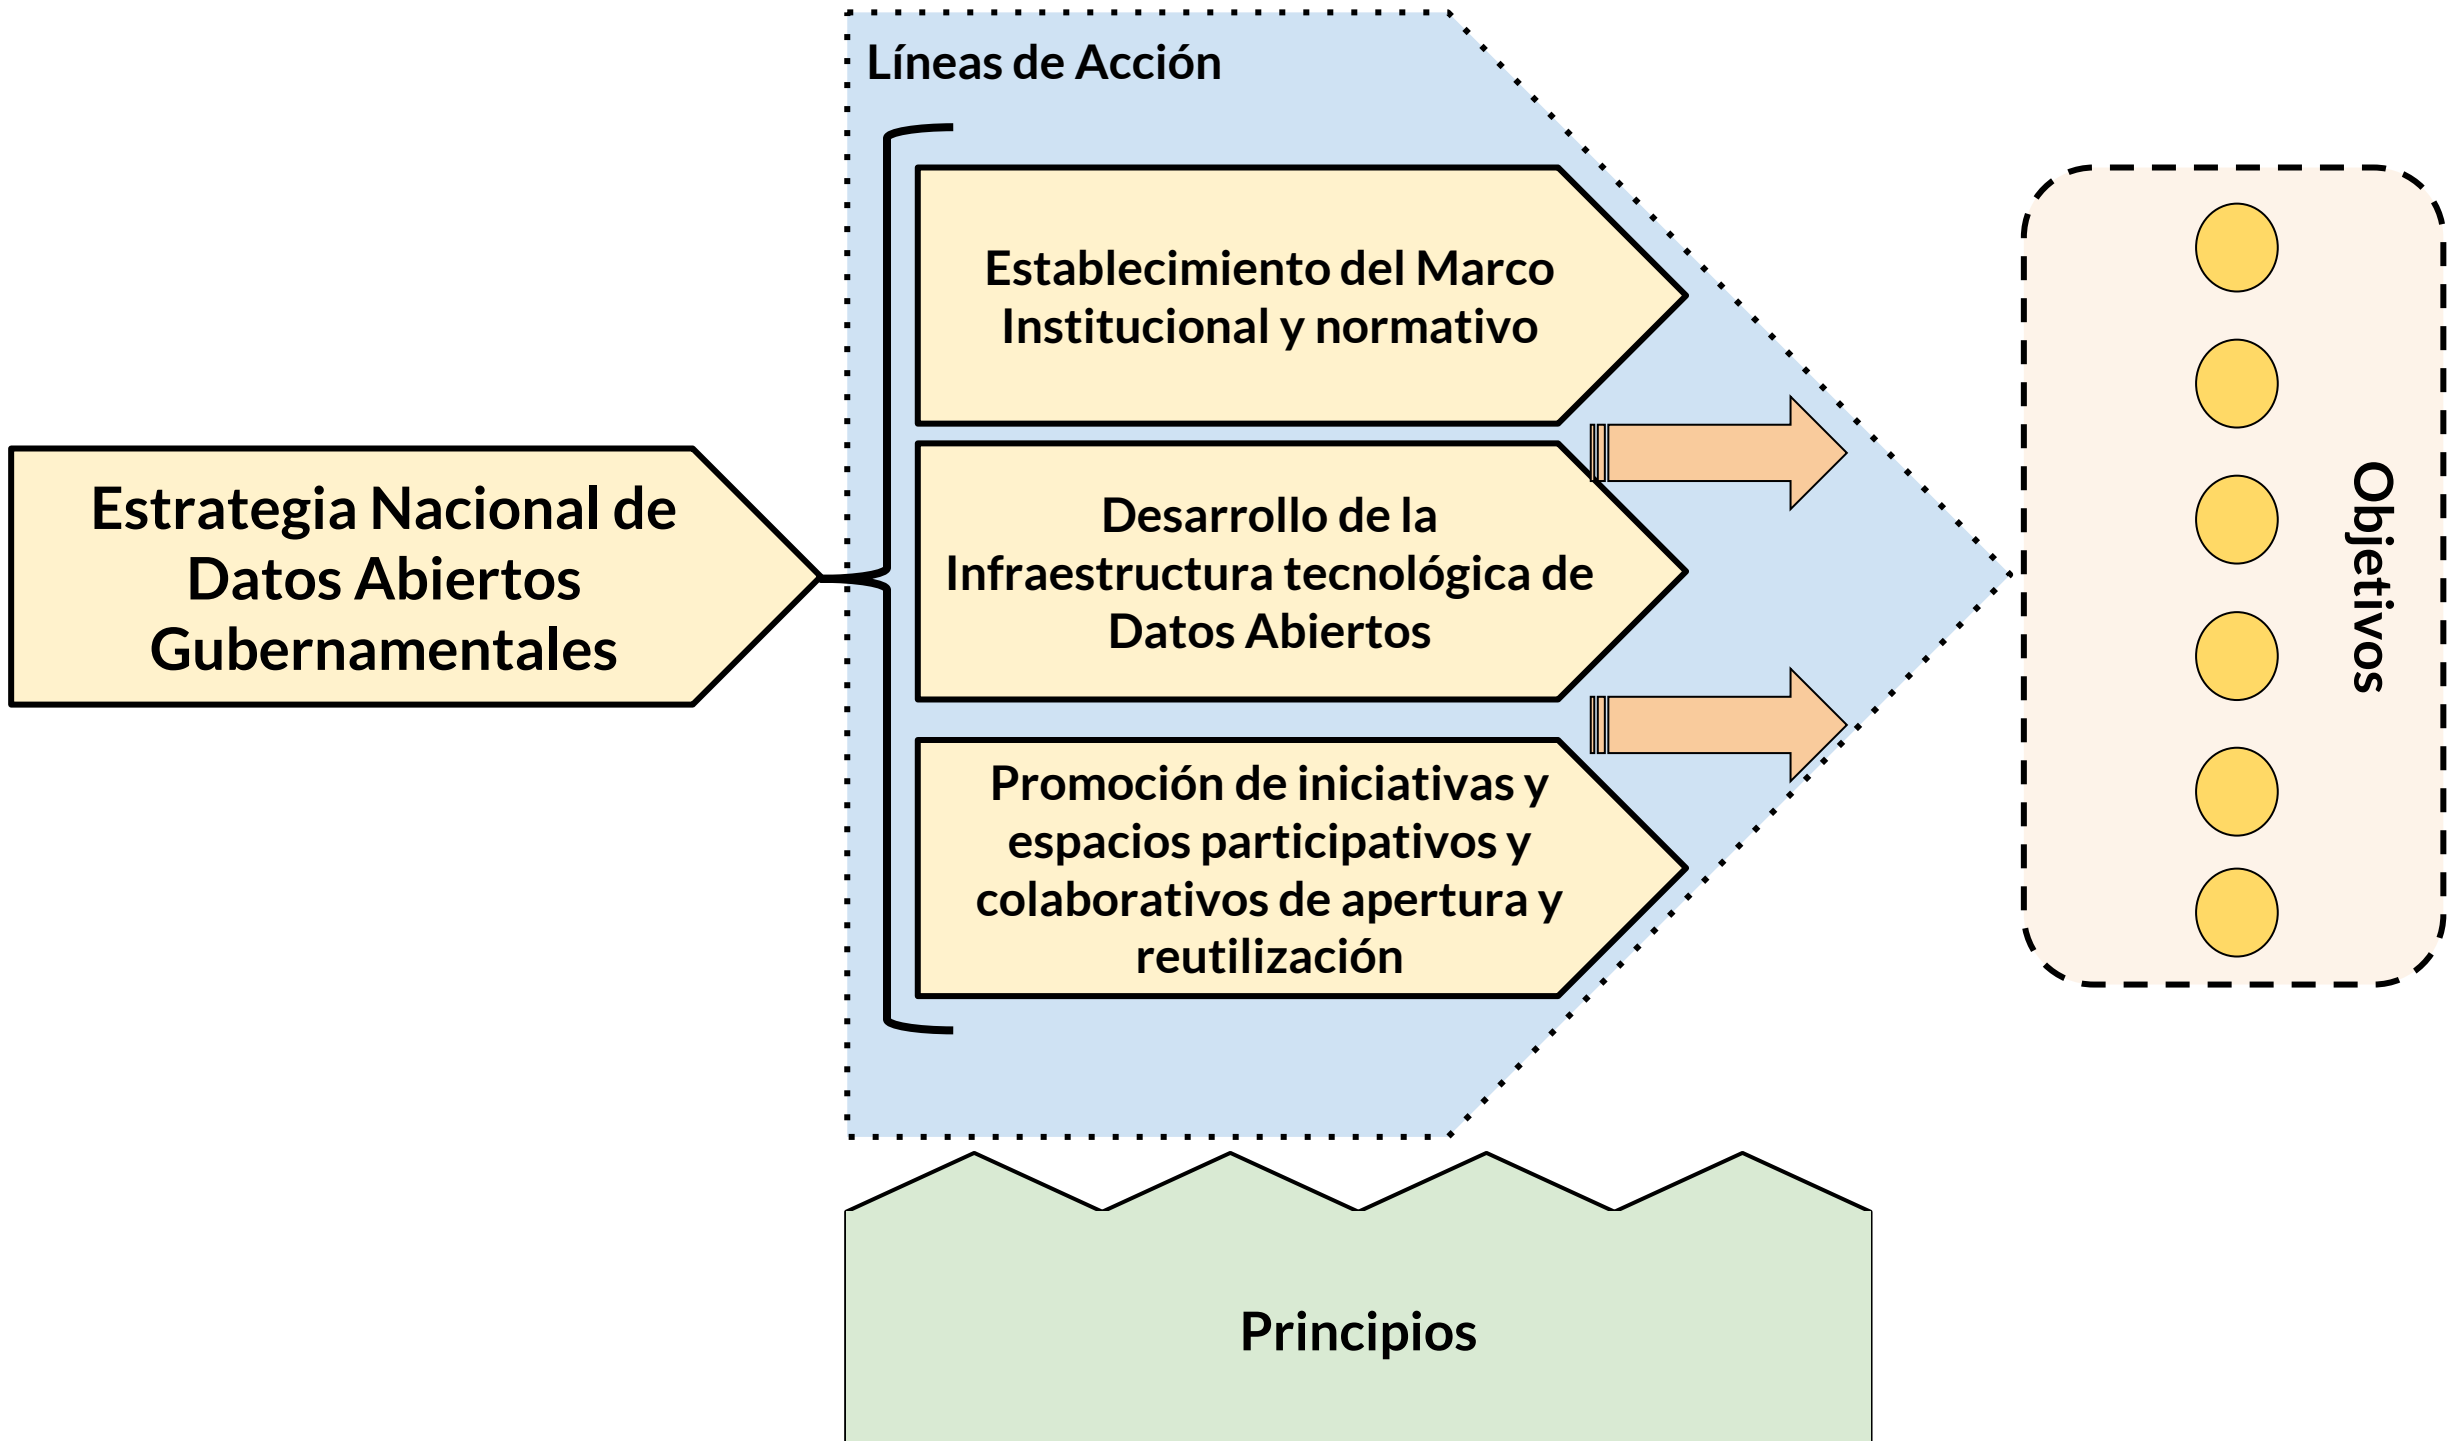 Líneas de Acción
Estrategia Nacional de
Datos Abiertos
Gubernamentales
Establecimiento del Marco
Institucional y normativo
Desarrollo de la
Infraestructura tecnológica de
Datos Abiertos
Promoción de iniciativas y
espacios participativos y
colaborativos de apertura y
reutilización
Objetivos
Principios